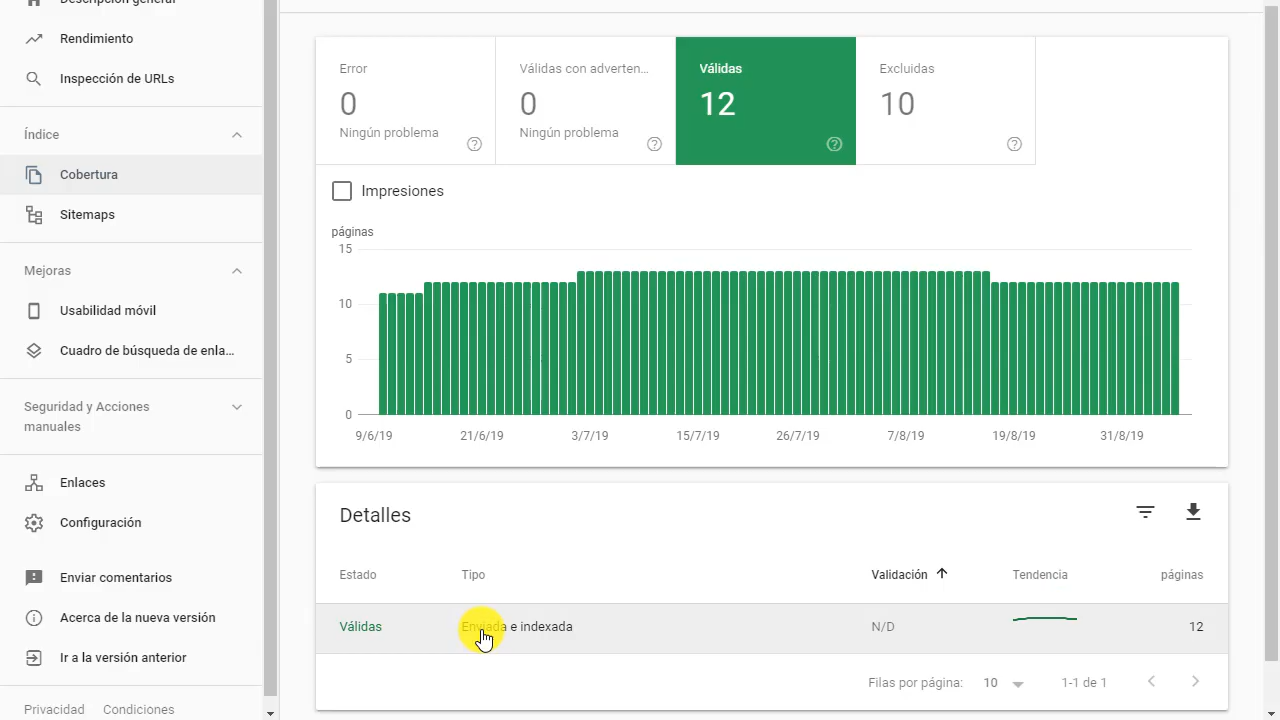 Descripción general
Rendimiento
Inspección de URLs
Índice
Cobertura
Sitemaps
Mejoras
Usabilidad móvil
Cuadro de búsqueda de enla...
Seguridad y Acciones
manuales
Enlaces
Configuración
Enviar comentarios
Acerca de la nueva versión
Ir a la versión anterior
Privacidad Condiciones
Error
0
Ningún problema
Válidas con adverten...
0
Ningún problema
Válidas
12
Excluidas
10
Impresiones
páginas
15
10
5
0
9/6/19 21/6/19 3/7/19 15/7/19 26/7/19 7/8/19 19/8/19 31/8/19
Detalles
Estado Tipo Validación Tendencia páginas
Válidas Enviada e indexada N/D 12
Filas por página: 10 1-1 de 1